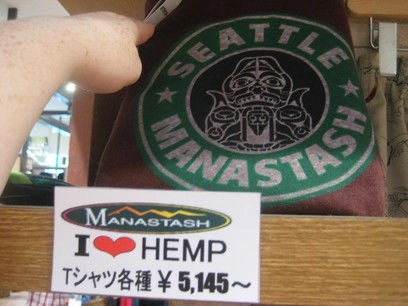 SEATTLE
MANASTASH
MANASTASH
I ❤ HEMP
Tシャツ各種 ¥ 5,145〜